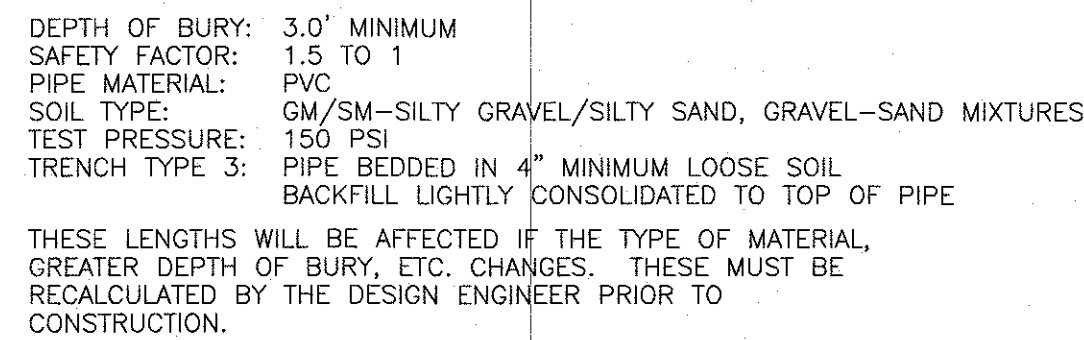 DEPTH OF BURY: 3.0' MINIMUM
SAFETY FACTOR: 1.5 TO 1
PIPE MATERIAL: PVC
SOIL TYPE: GM/SM-SILTY GRAVEL/SILTY SAND, GRAVEL-SAND MIXTURES
TEST PRESSURE: 150 PSI
TRENCH TYPE 3: PIPE BEDDED IN 4" MINIMUM LOOSE SOIL
BACKFILL LIGHTLY CONSOLIDATED TO TOP OF PIPE
THESE LENGTHS WILL BE AFFECTED IF THE TYPE OF MATERIAL,
GREATER DEPTH OF BURY, ETC. CHANGES. THESE MUST BE
RECALCULATED BY THE DESIGN ENGINEER PRIOR TO
CONSTRUCTION.